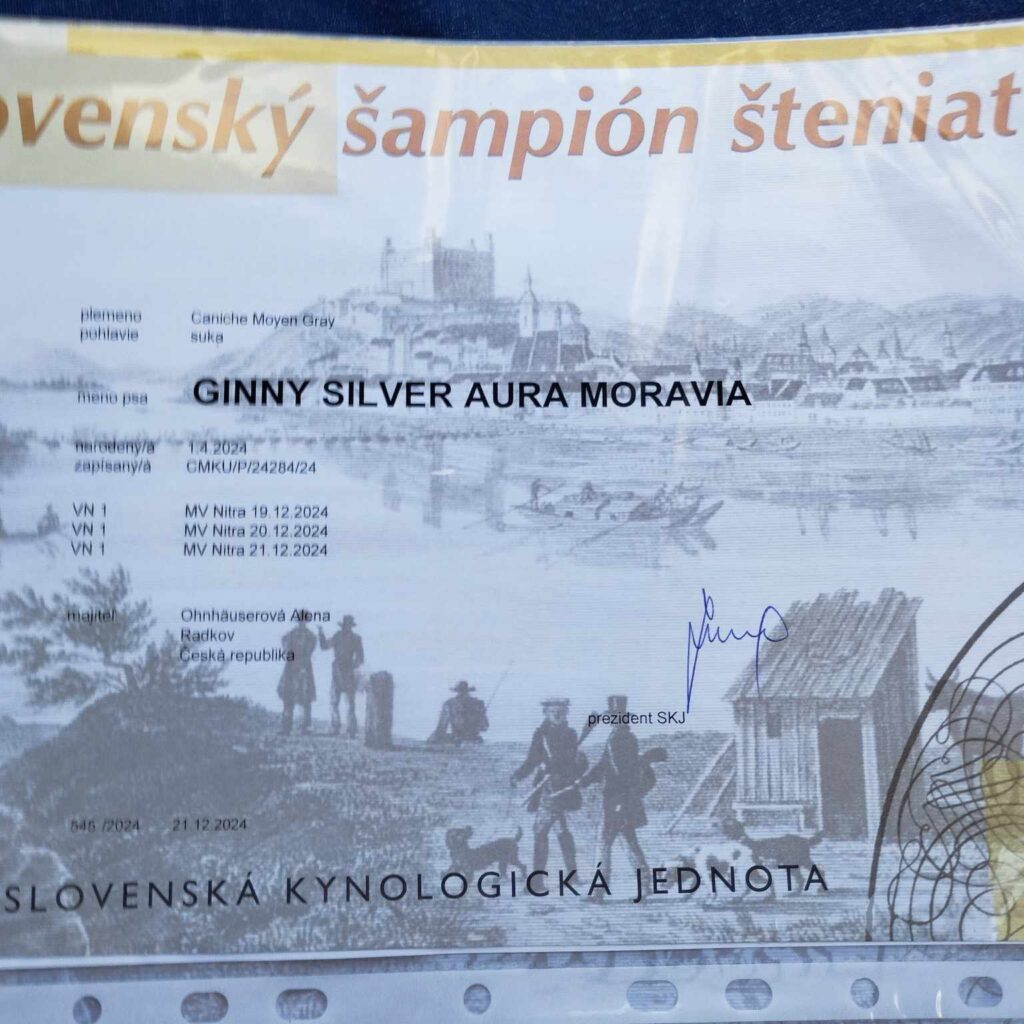 ovenský šampión šteniat
plemeno Caniche Moyen Gray
pohlavie suka
meno psa GINNY SILVER AURA MORAVIA
narodený/á 1.4.2024
zapísaný/á CMKU/P/24284/24
VN 1 MV Nitra 19.12.2024
VN 1 MV Nitra 20.12.2024
VN 1 MV Nitra 21.12.2024
majiteľ Ohnhäuserová Alena
Radkov
Česká republika
prezident SKJ
545 /2024 21.12.2024
SLOVENSKÁ KYNOLOGICKÁ JEDNOTA